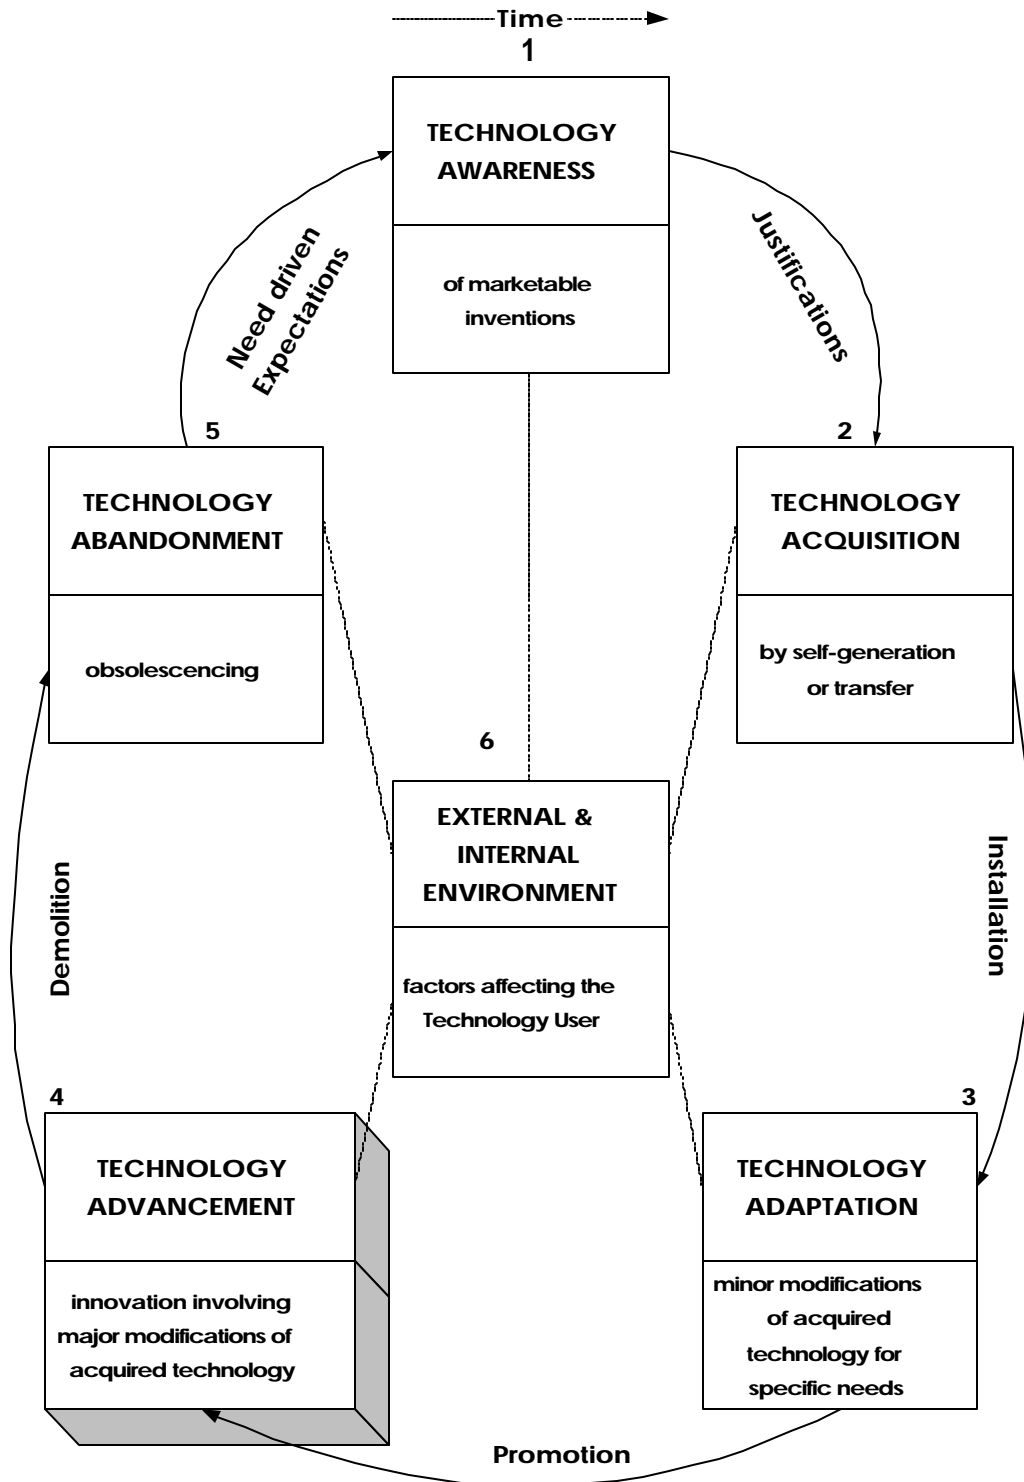 Time
1
TECHNOLOGY
AWARENESS
of marketable
inventions
Need driven
Expectations
Justifications
5
TECHNOLOGY
ABANDONMENT
obsolescencing
2
TECHNOLOGY
ACQUISITION
by self-generation
or transfer
6
EXTERNAL &
INTERNAL
ENVIRONMENT
factors affecting the
Technology User
Demolition
Installation
4
TECHNOLOGY
ADVANCEMENT
innovation involving
major modifications of
acquired technology
3
TECHNOLOGY
ADAPTATION
minor modifications
of acquired
technology for
specific needs
Promotion